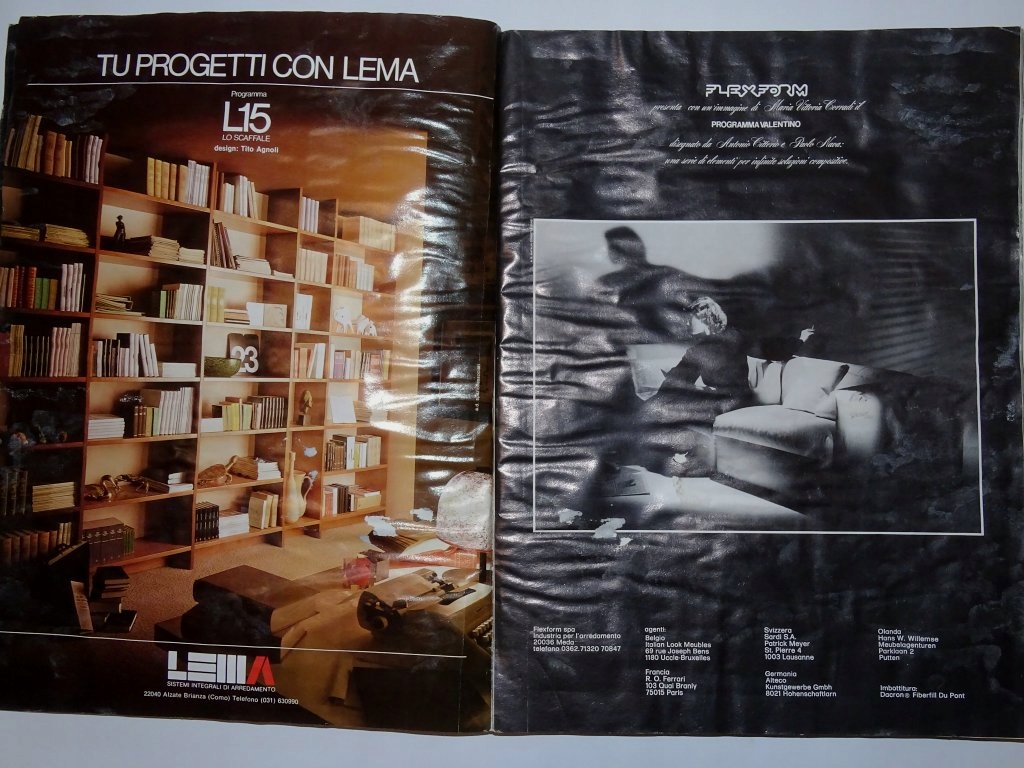 TU PROGETTI CON LEMA
Programma
L15
LO SCAFFALE
design: Tito Agnoli
23
LEMA
SISTEMI INTEGRALI DI ARREDAMENTO
22040 Alzate Brianza (Como) Telefono (031) 630990
FLEXFORM
presenta con un'immagine di Maria Vittoria Corradi il
PROGRAMMA VALENTINO
disegnato da Antonio Citterio e Paolo Nava:
una serie di elementi per infinite soluzioni compositive.
Flexform spa
Industria per l'arredamento
20036 Meda
telefono 0362.71320 70847
agenti:
Belgio
Italian Look Meubles
69 rue Joseph Bens
1180 Uccle-Bruxelles
Francia
R. O. Ferrari
103 Quai Branly
75015 Paris
Svizzera
Sardi S.A.
Patrick Meyer
St. Pierre 4
1003 Lausanne
Germania
Alteco
Kunstgewerbe Gmbh
8021 Hohenschaftlarn
Olanda
Hans W. Willemse
Meubelagenturen
Parklaan 2
Putten
Imbottitura:
Dacron® Fiberfill Du Pont